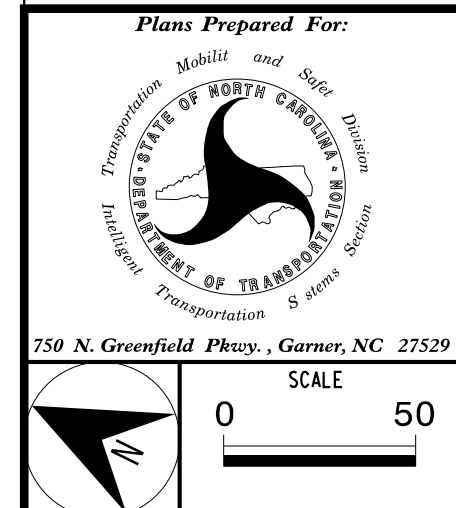 Plans Prepared For:
Transportation Mobilit and Safet Division
STATE OF NORTH CAROLINA
DEPARTMENT OF TRANSPORTATION
Intelligent Transportation S stems Section
750 N. Greenfield Pkwy. , Garner, NC 27529
N
SCALE
0 50